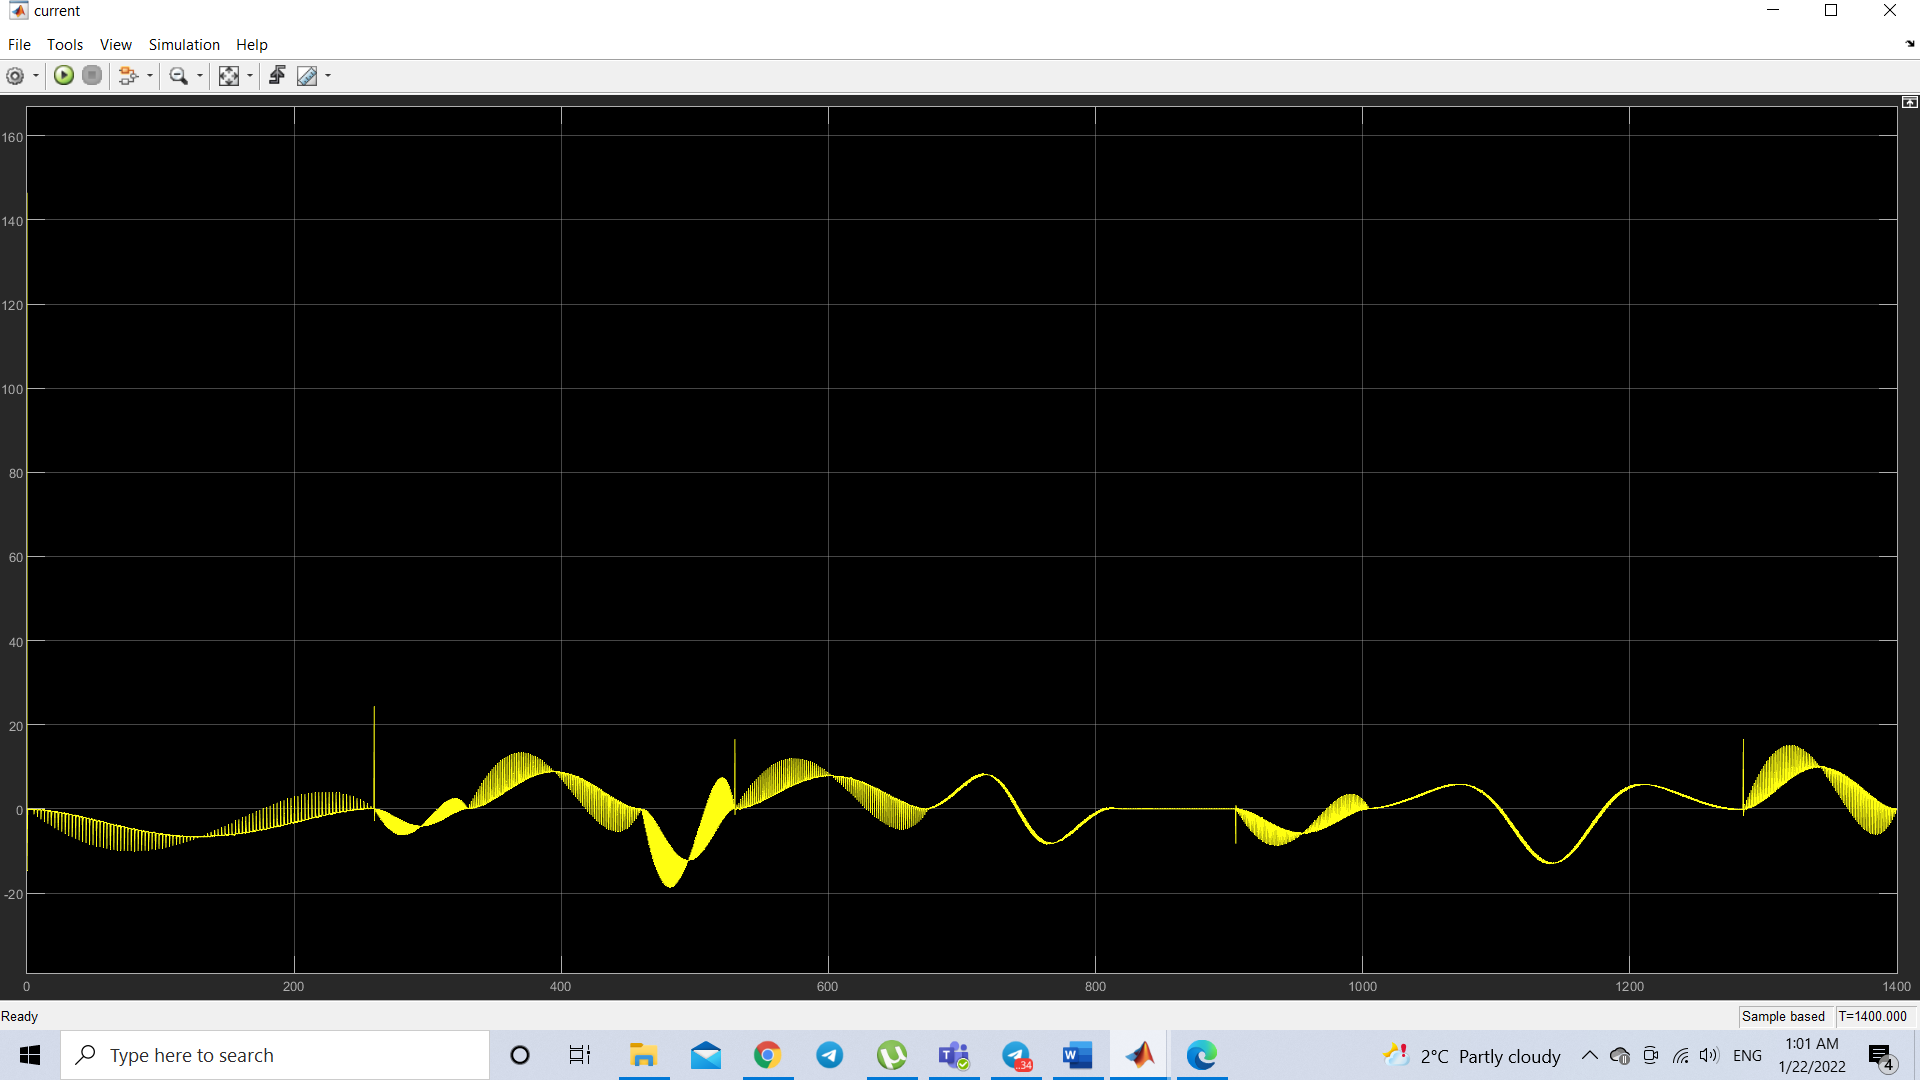 current
File Tools View Simulation Help
160
140
120
100
80
60
40
20
0
-20
0 200 400 600 800 1000 1200 1400
Ready
Sample based T=1400.000
Type here to search
T
..34
W
2°C Partly cloudy
ENG
1:01 AM
1/22/2022
4